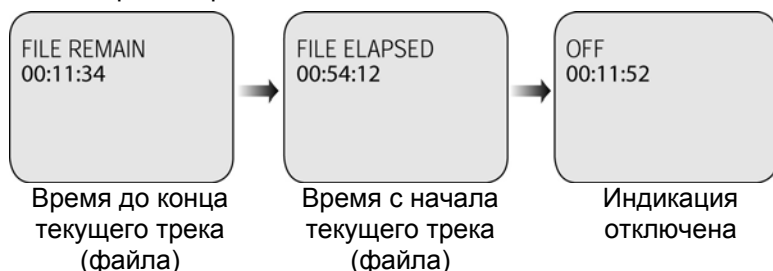 FILE REMAIN
00:11:34
FILE ELAPSED
00:54:12
OFF
00:11:52
Время до конца
текущего трека
(файла)
Время с начала
текущего трека
(файла)
Индикация
отключена